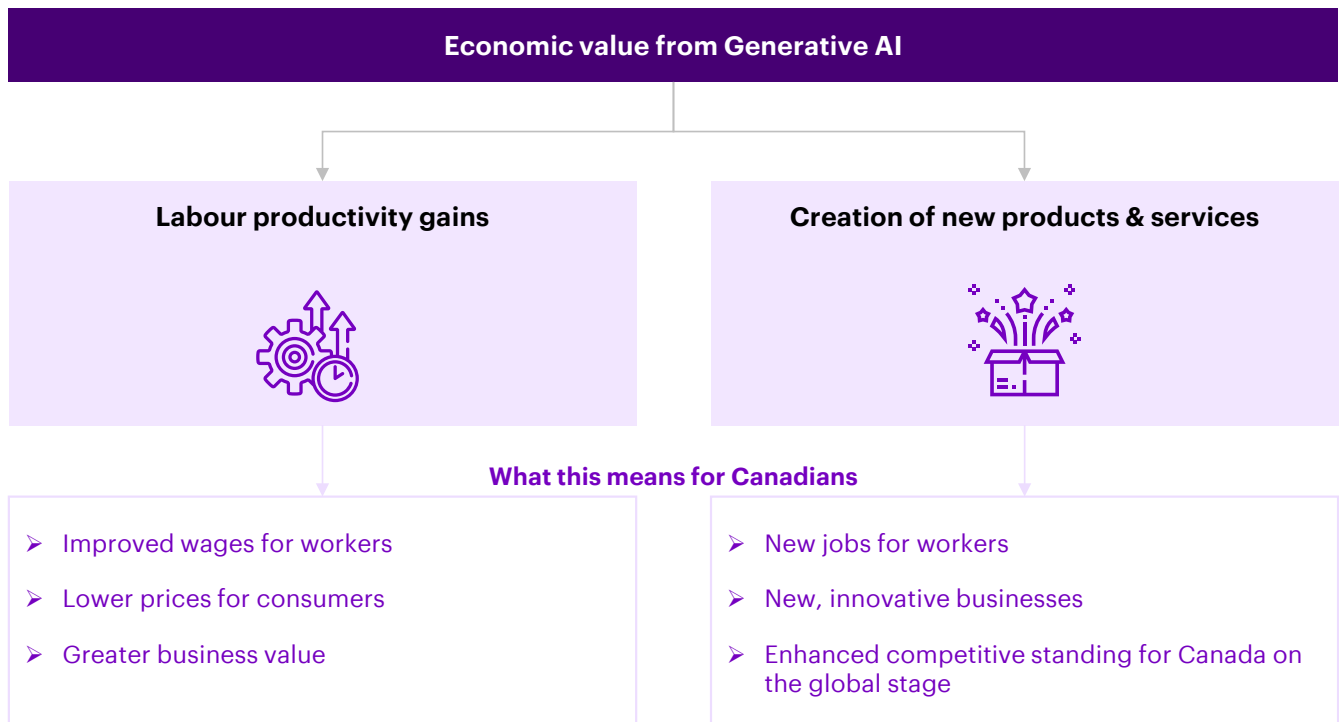 Economic value from Generative AI
Labour productivity gains
Creation of new products & services
What this means for Canadians
➢ Improved wages for workers
➢ Lower prices for consumers
➢ Greater business value
➢ New jobs for workers
➢ New, innovative businesses
➢ Enhanced competitive standing for Canada on
the global stage